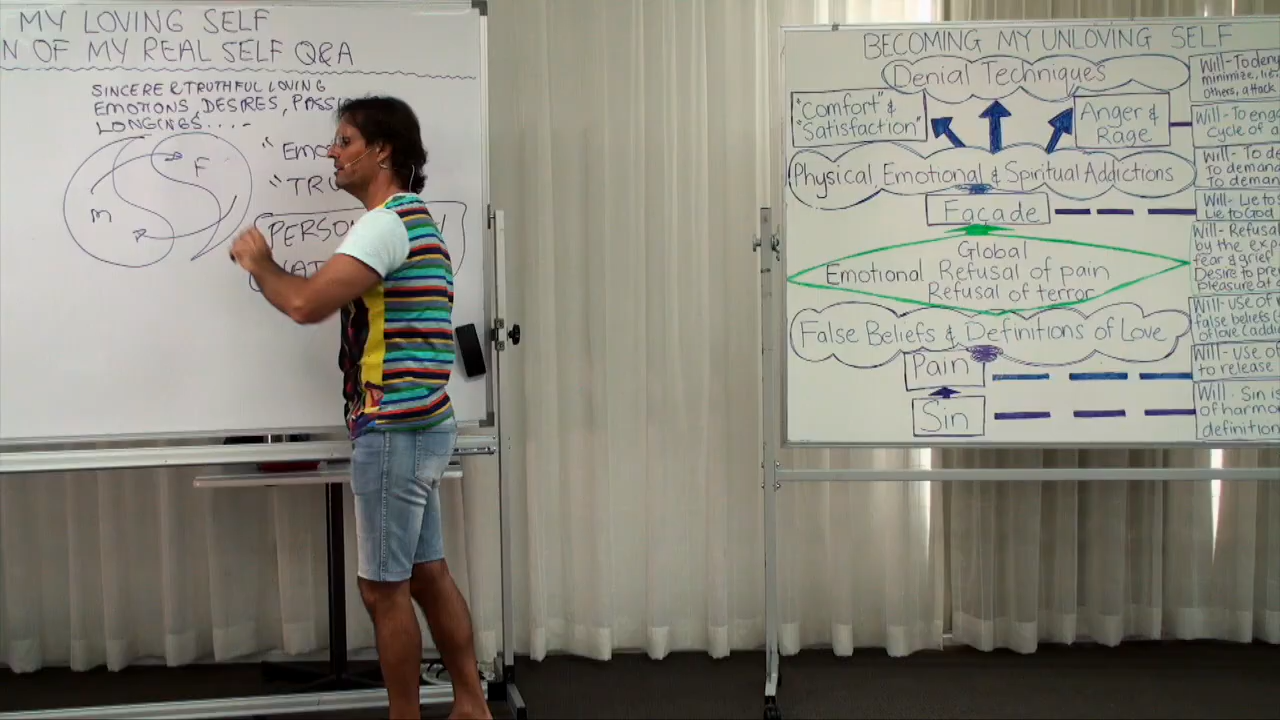 MY LOVING SELF
N OF MY REAL SELF Q&A
SINCERE & TRUTHFUL LOVING
EMOTIONS, DESIRES, PASSI
LONGINGS....-
F
M
"EMO
"TRU
PERSO
BECOMING MY UNLOVING SELF
Denial Techniques
"Comfort" &
"Satisfaction"
Anger &
Rage
Physical, Emotional & Spiritual Addictions
Façade
Global
Emotional Refusal of pain
Refusal of terror
False Beliefs & Definitions of Love
Pain
Sin
Will- To deny
minimize,
others, attack
Will- To eng
cycle of a
Will- To de
To deman
To deman
Will- Lie to s
Lie to God
Will- Refusal
by the exp
fear & grief
Desire to pre
pleasure at
Will- use of
false beliefs
of love (addi
Will- use of
to release
Will- Sin is
of harmo
definition